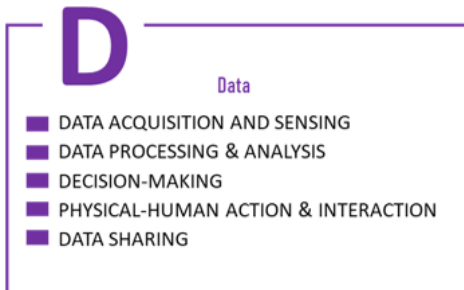 D
Data
DATA ACQUISITION AND SENSING
DATA PROCESSING & ANALYSIS
DECISION-MAKING
PHYSICAL-HUMAN ACTION & INTERACTION
DATA SHARING